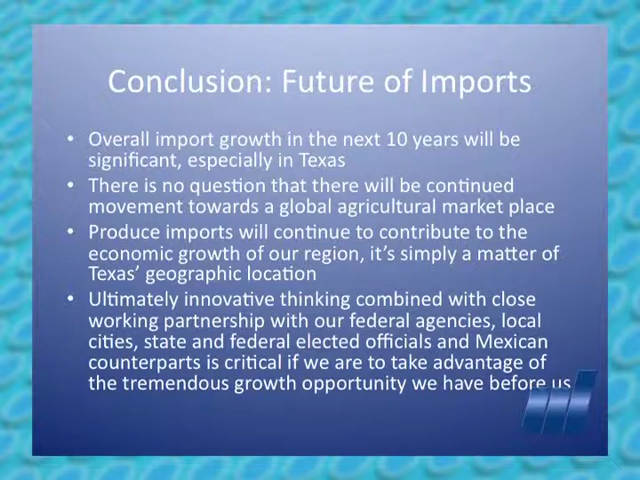 Conclusion: Future of Imports
• Overall import growth in the next 10 years will be
significant, especially in Texas
• There is no question that there will be continued
movement towards a global agricultural market place
• Produce imports will continue to contribute to the
economic growth of our region, it’s simply a matter of
Texas’ geographic location
• Ultimately innovative thinking combined with close
working partnership with our federal agencies, local
cities, state and federal elected officials and Mexican
counterparts is critical if we are to take advantage of
the tremendous growth opportunity we have before us